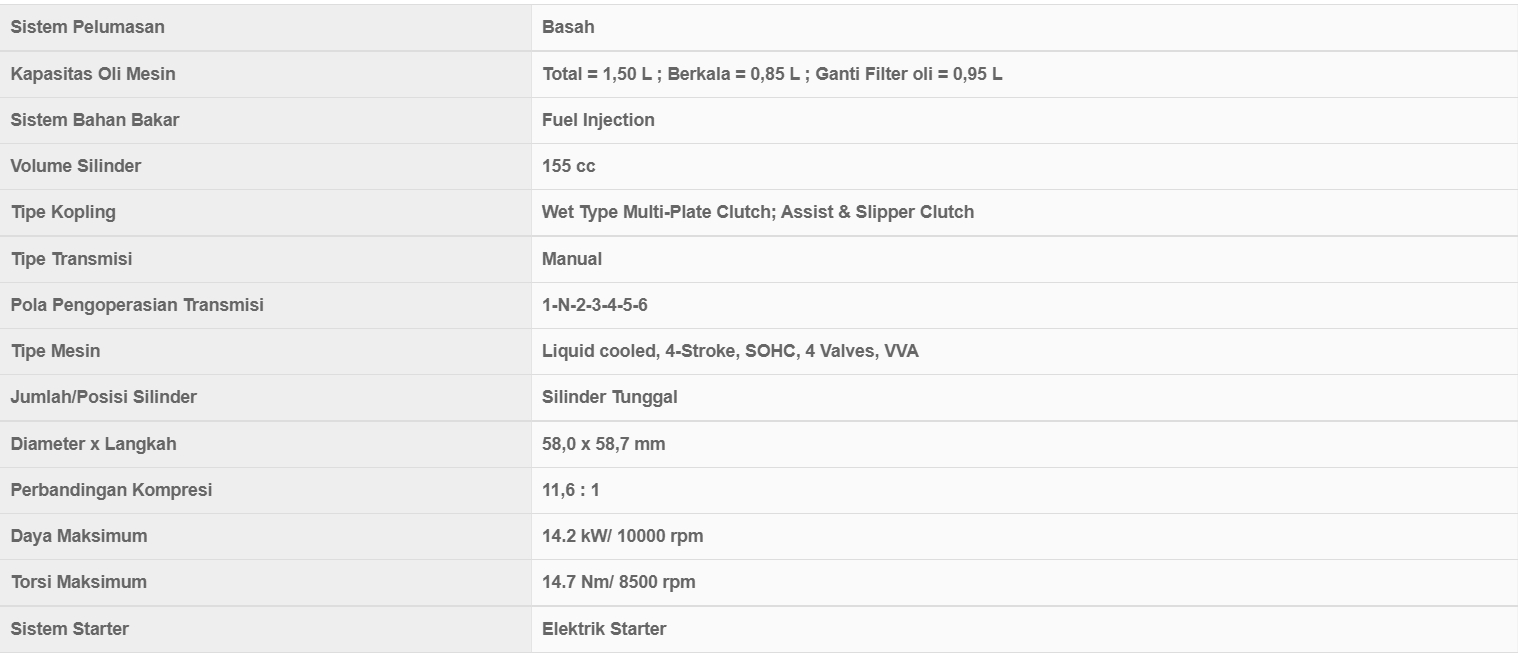 Sistem Pelumasan Basah
Kapasitas Oli Mesin Total = 1,50 L ; Berkala = 0,85 L ; Ganti Filter oli = 0,95 L
Sistem Bahan Bakar Fuel Injection
Volume Silinder 155 cc
Tipe Kopling Wet Type Multi-Plate Clutch; Assist & Slipper Clutch
Tipe Transmisi Manual
Pola Pengoperasian Transmisi 1-N-2-3-4-5-6
Tipe Mesin Liquid cooled, 4-Stroke, SOHC, 4 Valves, VVA
Jumlah/Posisi Silinder Silinder Tunggal
Diameter x Langkah 58,0 x 58,7 mm
Perbandingan Kompresi 11,6 : 1
Daya Maksimum 14.2 kW/ 10000 rpm
Torsi Maksimum 14.7 Nm/ 8500 rpm
Sistem Starter Elektrik Starter